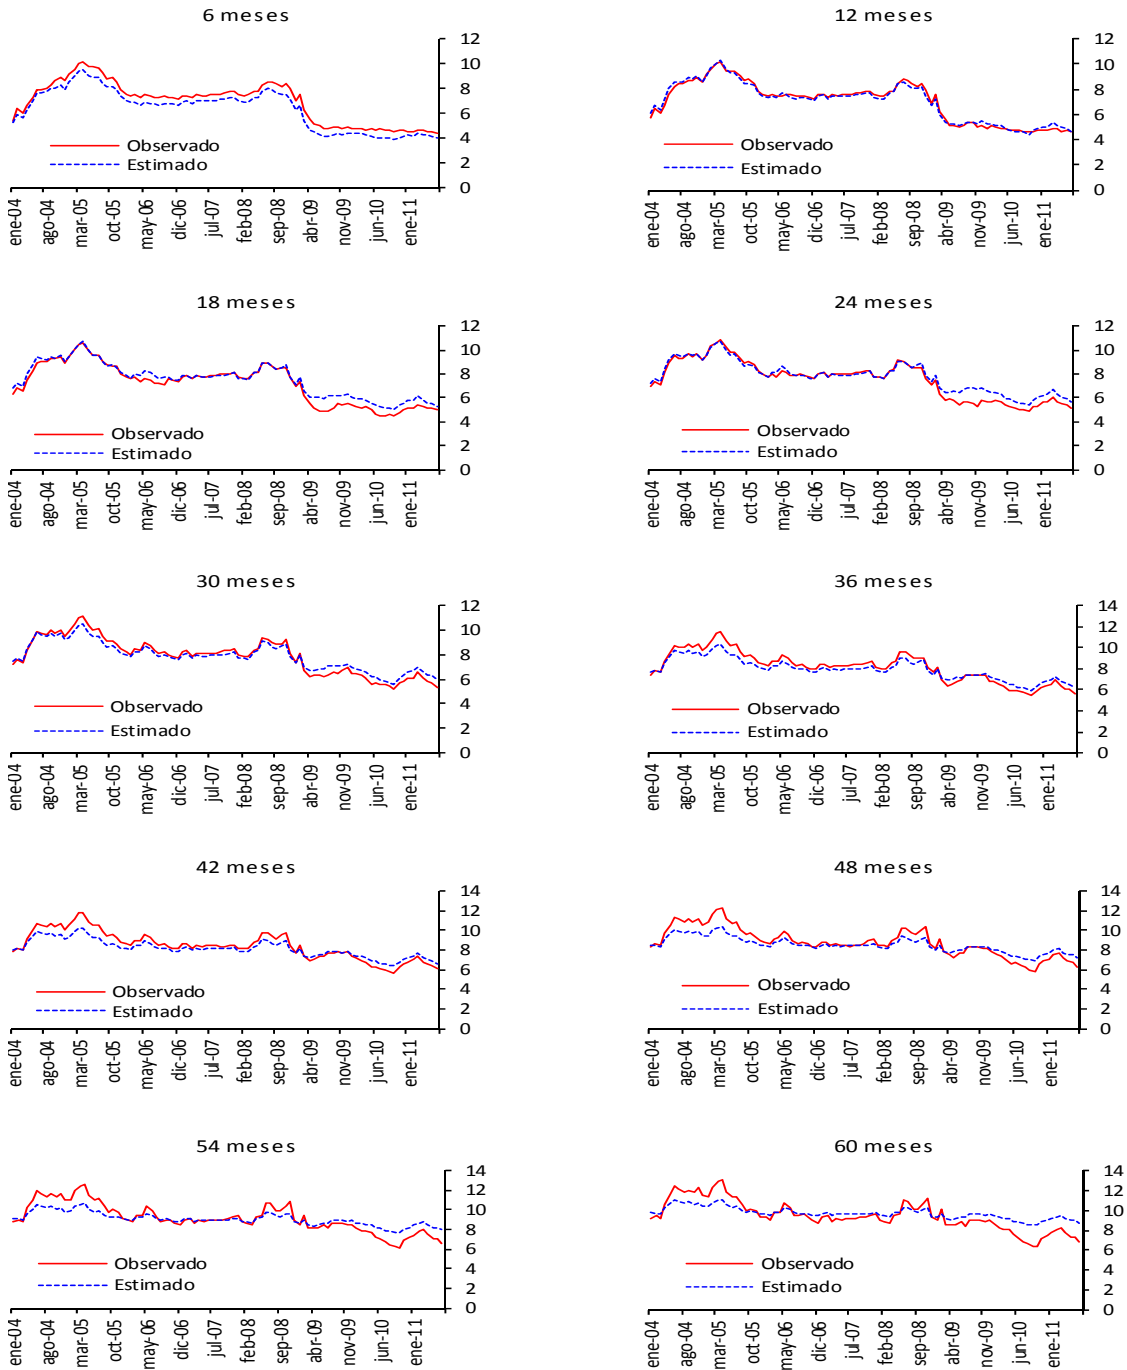 6 meses
12
10
8
6
4
2
0
Observado
Estimado
ene-04
ago-04
mar-05
oct-05
may-06
dic-06
jul-07
feb-08
sep-08
abr-09
nov-09
jun-10
ene-11
12 meses
12
10
8
6
4
2
0
Observado
Estimado
ene-04
ago-04
mar-05
oct-05
may-06
dic-06
jul-07
feb-08
sep-08
abr-09
nov-09
jun-10
ene-11
18 meses
12
10
8
6
4
2
0
Observado
Estimado
ene-04
ago-04
mar-05
oct-05
may-06
dic-06
jul-07
feb-08
sep-08
abr-09
nov-09
jun-10
ene-11
24 meses
12
10
8
6
4
2
0
Observado
Estimado
ene-04
ago-04
mar-05
oct-05
may-06
dic-06
jul-07
feb-08
sep-08
abr-09
nov-09
jun-10
ene-11
30 meses
12
10
8
6
4
2
0
Observado
Estimado
ene-04
ago-04
mar-05
oct-05
may-06
dic-06
jul-07
feb-08
sep-08
abr-09
nov-09
jun-10
ene-11
36 meses
14
12
10
8
6
4
2
0
Observado
Estimado
ene-04
ago-04
mar-05
oct-05
may-06
dic-06
jul-07
feb-08
sep-08
abr-09
nov-09
jun-10
ene-11
42 meses
14
12
10
8
6
4
2
0
Observado
Estimado
ene-04
ago-04
mar-05
oct-05
may-06
dic-06
jul-07
feb-08
sep-08
abr-09
nov-09
jun-10
ene-11
48 meses
14
12
10
8
6
4
2
0
Observado
Estimado
ene-04
ago-04
mar-05
oct-05
may-06
dic-06
jul-07
feb-08
sep-08
abr-09
nov-09
jun-10
ene-11
54 meses
14
12
10
8
6
4
2
0
Observado
Estimado
ene-04
ago-04
mar-05
oct-05
may-06
dic-06
jul-07
feb-08
sep-08
abr-09
nov-09
jun-10
ene-11
60 meses
14
12
10
8
6
4
2
0
Observado
Estimado
ene-04
ago-04
mar-05
oct-05
may-06
dic-06
jul-07
feb-08
sep-08
abr-09
nov-09
jun-10
ene-11